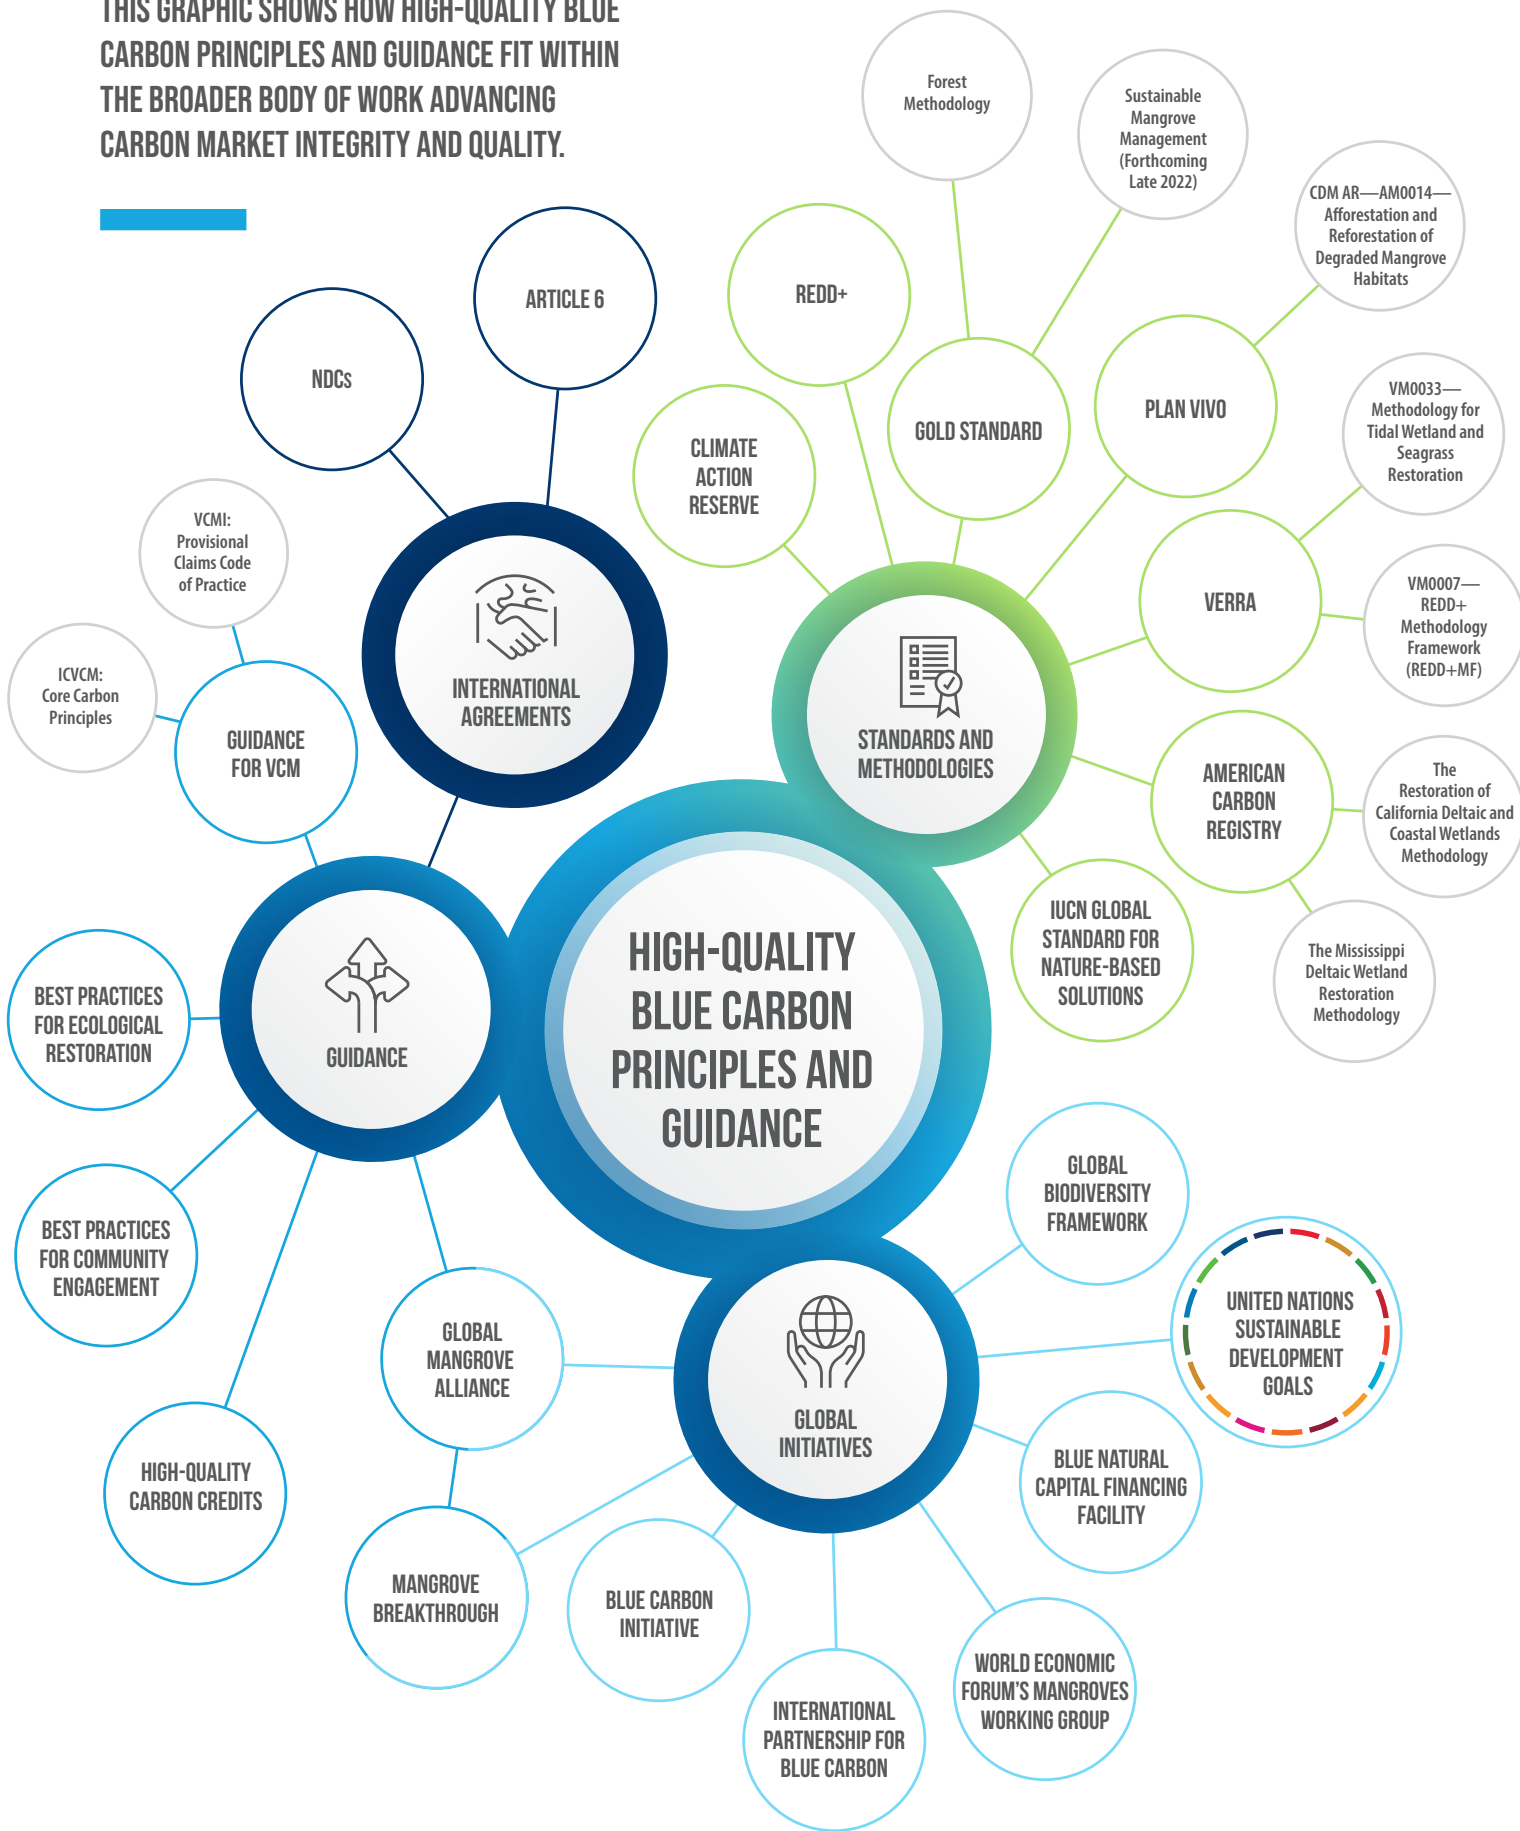 THIS GRAPHIC SHOWS HOW HIGH-QUALITY BLUE
CARBON PRINCIPLES AND GUIDANCE FIT WITHIN
THE BROADER BODY OF WORK ADVANCING
CARBON MARKET INTEGRITY AND QUALITY.
Forest
Methodology
Sustainable
Mangrove
Management
(Forthcoming
Late 2022)
CDM AR—AM0014—
Afforestation and
Reforestation of
Degraded Mangrove
Habitats
ARTICLE 6
REDD+
NDCs
GOLD STANDARD
PLAN VIVO
CLIMATE
ACTION
RESERVE
VM0033—
Methodology for
Tidal Wetland and
Seagrass
Restoration
VCMI:
Provisional
Claims Code
of Practice
VERRA
VM0007—
REDD+
Methodology
Framework
(REDD+MF)
ICVCM:
Core Carbon
Principles
INTERNATIONAL
AGREEMENTS
GUIDANCE
FOR VCM
STANDARDS AND
METHODOLOGIES
AMERICAN
CARBON
REGISTRY
The
Restoration of
California Deltaic and
Coastal Wetlands
Methodology
IUCN GLOBAL
STANDARD FOR
NATURE-BASED
SOLUTIONS
The Mississippi
Deltaic Wetland
Restoration
Methodology
HIGH-QUALITY
BLUE CARBON
PRINCIPLES AND
GUIDANCE
GUIDANCE
BEST PRACTICES
FOR ECOLOGICAL
RESTORATION
BEST PRACTICES
FOR COMMUNITY
ENGAGEMENT
GLOBAL
BIODIVERSITY
FRAMEWORK
UNITED NATIONS
SUSTAINABLE
DEVELOPMENT
GOALS
GLOBAL
MANGROVE
ALLIANCE
GLOBAL
INITIATIVES
HIGH-QUALITY
CARBON CREDITS
BLUE NATURAL
CAPITAL FINANCING
FACILITY
MANGROVE
BREAKTHROUGH
BLUE CARBON
INITIATIVE
WORLD ECONOMIC
FORUM'S MANGROVES
WORKING GROUP
INTERNATIONAL
PARTNERSHIP FOR
BLUE CARBON